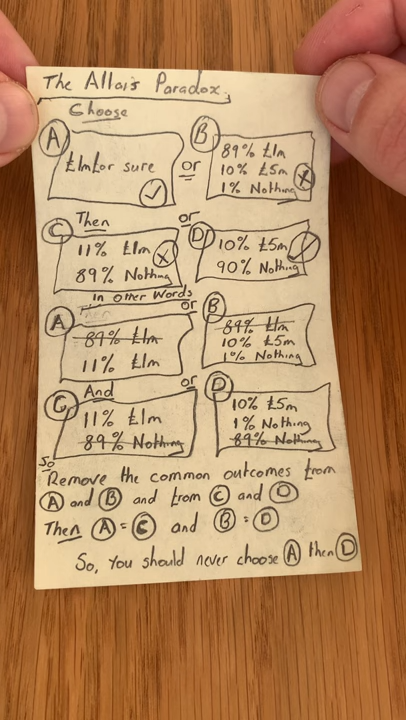 The Allais Paradox.
Choose
A
£1m for sure
or
B
89% £1m
10% £5m
1% Nothing
Then
C
11% £1m
89% Nothing
or
D
10% £5m
90% Nothing
In Other Words
A
89% £1m
11% £1m
or
B
89% £1m
10% £5m
1% Nothing
And
C
11% £1m
89% Nothing
or
D
10% £5m
1% Nothing
89% Nothing
So
Remove the common outcomes from
A and B and from C and D
Then A = C and B = D
So, you should never choose A then D